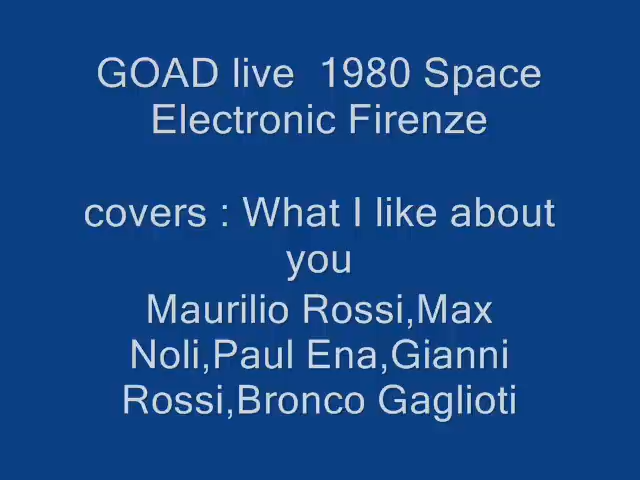 GOAD live  1980 Space
Electronic Firenze
covers : What I like about
you
Maurilio Rossi,Max
Noli,Paul Ena,Gianni
Rossi,Bronco Gaglioti